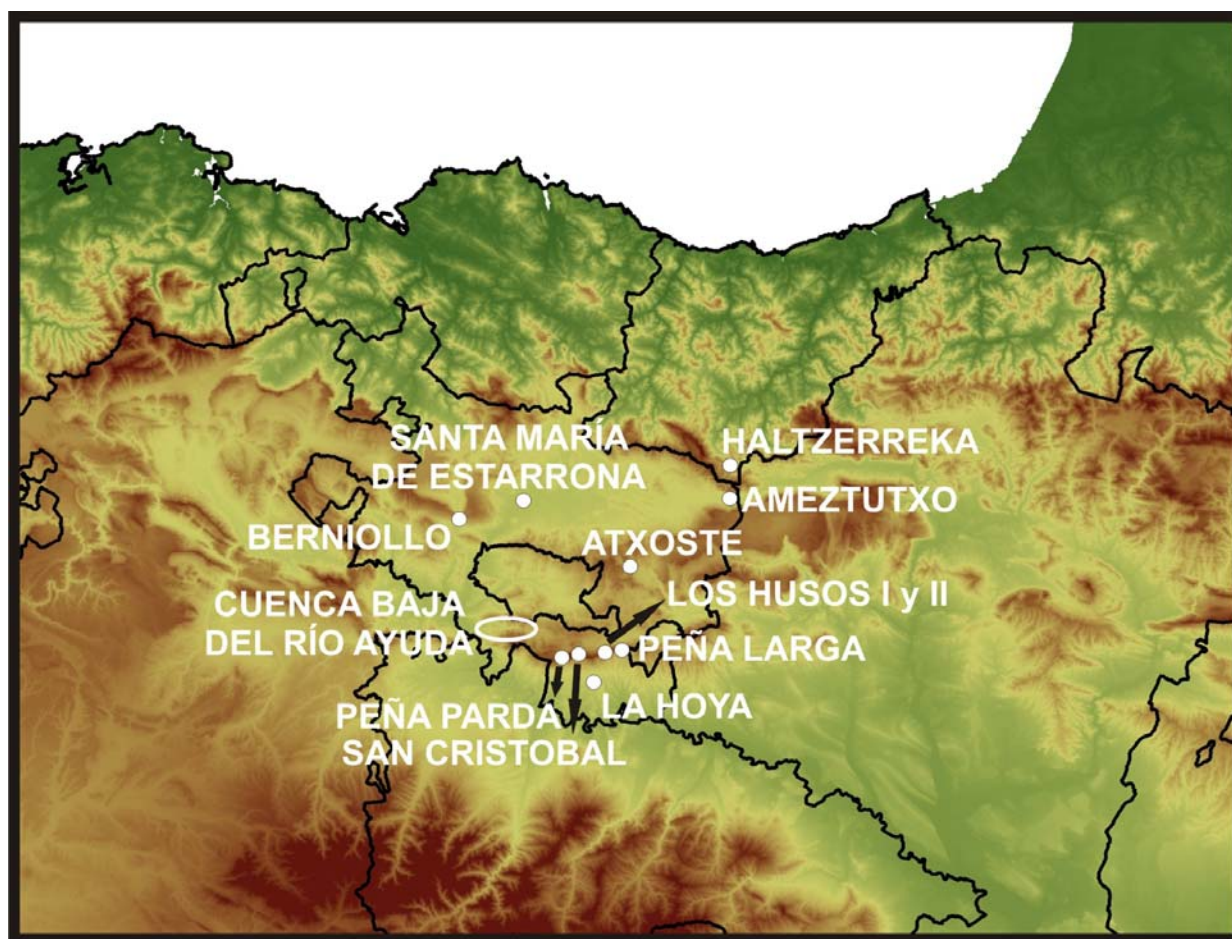 SANTA MARÍA
DE ESTARRONA
HALTZERREKA
AMEZTUTXO
BERNIOLLO
ATXOSTE
LOS HUSOS I y II
CUENCA BAJA
DEL RÍO AYUDA
PEÑA LARGA
LA HOYA
PEÑA PARDA
SAN CRISTOBAL